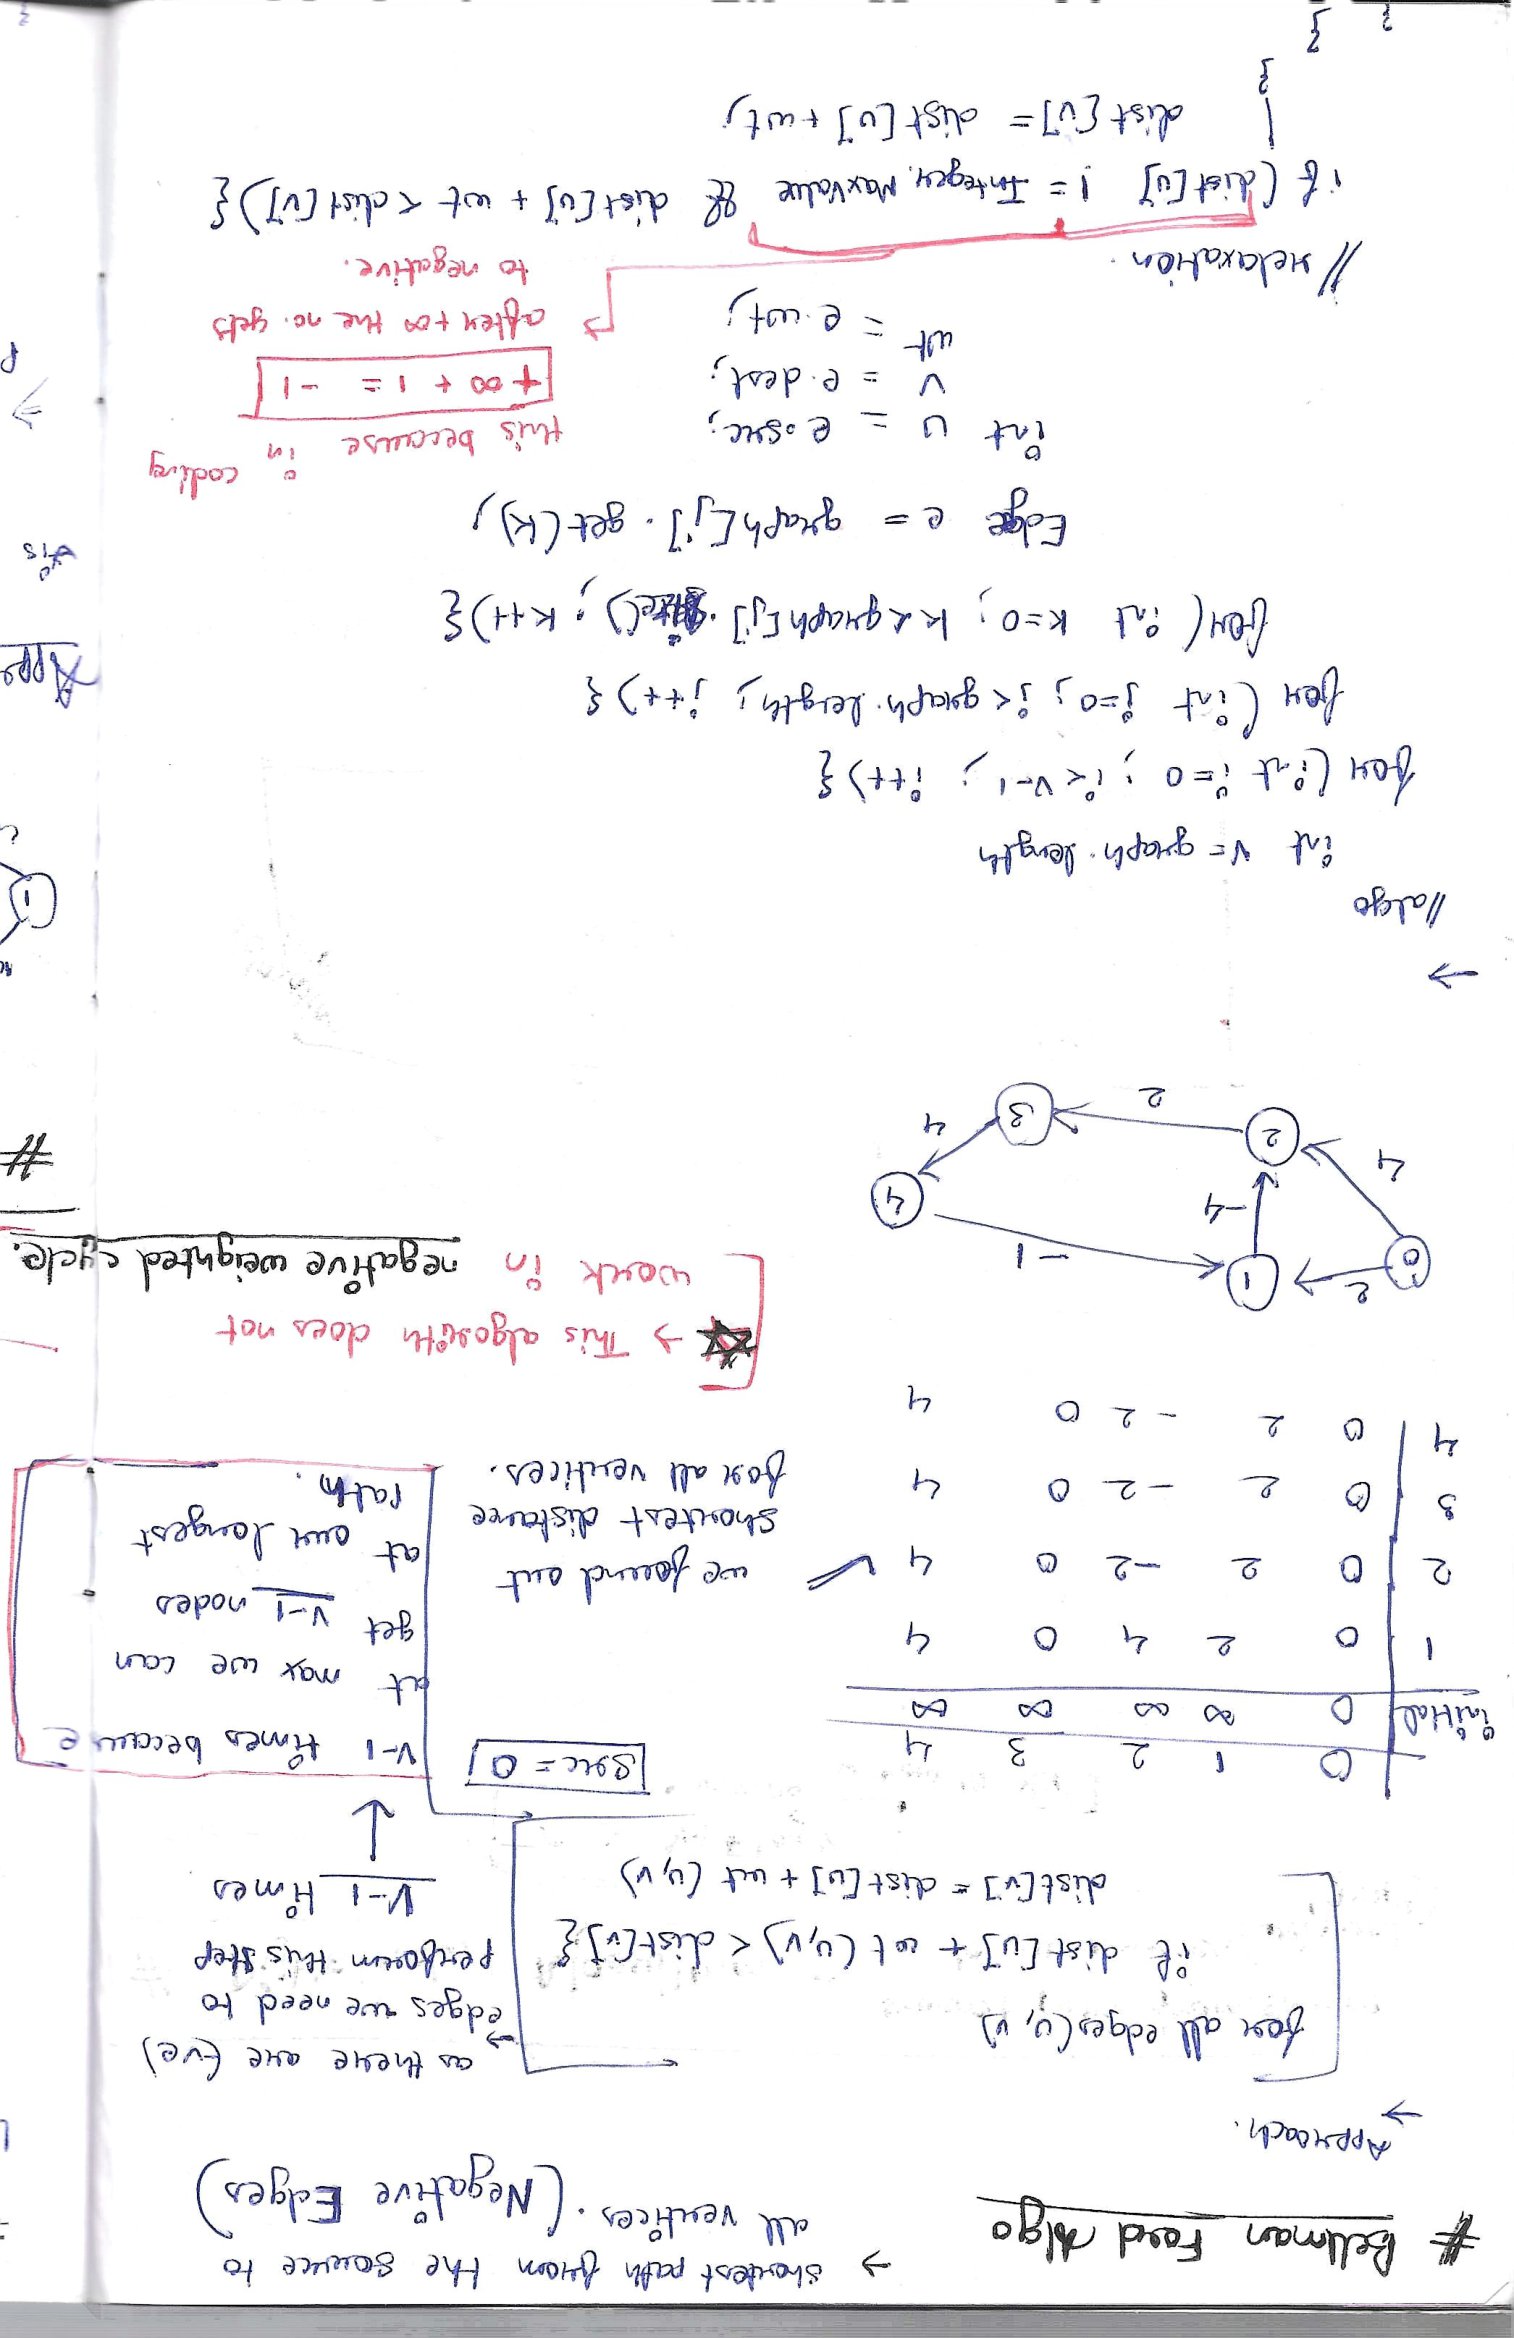 # Bellman Ford Algo
→ shortest path from the source to
all vertices. (Negative Edges)
→ Approach.
for all edges (u, v)
if dist[u] + wt (u,v) < dist[v] {
dist[v] = dist[u] + wt (u,v)
→ as there are (-ve)
edges we need to
perform this step
V-1 times
src = 0
V-1 times because
at max we can
get V-1 nodes
at our longest
path.
0 1 2 3 4
initial 0 ∞ ∞ ∞ ∞
1 0 2 4 0 4
2 0 2 -2 0 4
3 0 2 -2 0 4
4 0 2 -2 0 4
we found out
shortest distance
for all vertices.
→ This algorith does not
work in negative weighted cycle.
0 2 1
4 -4 -1
2 2 3 4 4
→
//algo
int v = graph.length
for (int i=0; i<v-1; i++) {
for (int j=0; j<graph.length; j++) {
for (int k=0; k<graph[j].size(); k++) {
Edge e = graph[j].get(k);
int u = e.src;
v = e.dest;
wt = e.wt;
this because in coding
+∞ + 1 = -1
after +∞ the no. gets
to negative.
//relaxation.
if (dist[u] != Integer.MaxValue && dist[u] + wt < dist[v]) {
dist[v] = dist[u] + wt;
}
}
}